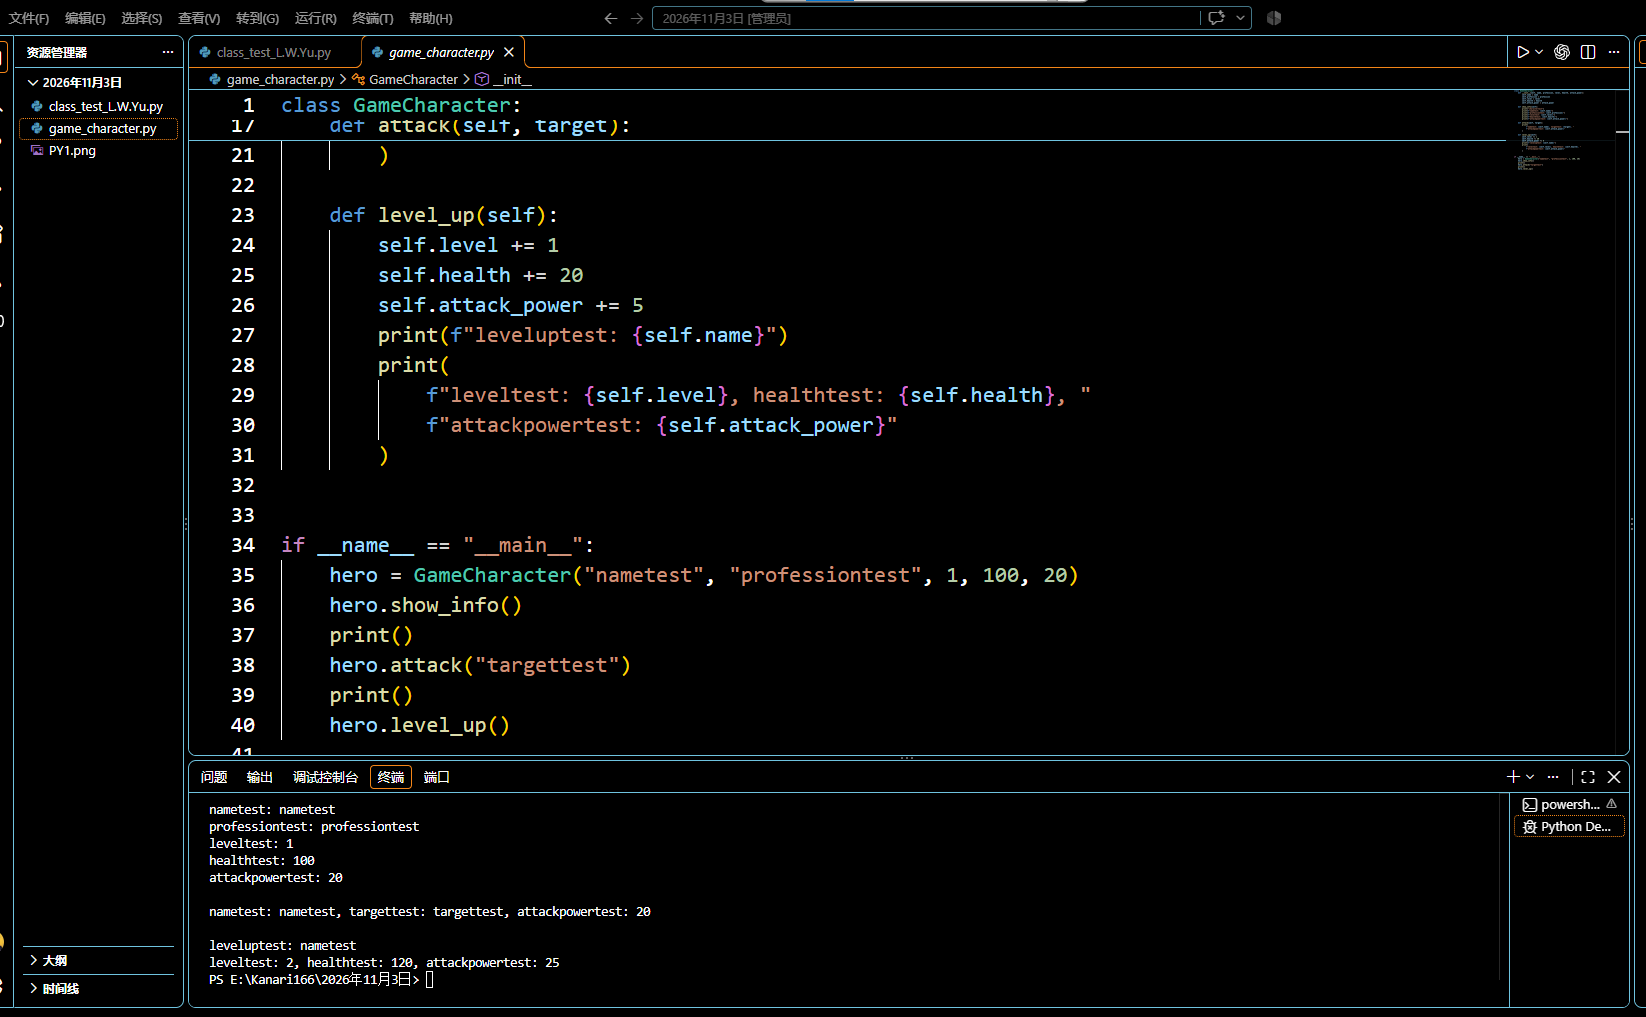 文件(F) 编辑(E) 选择(S) 查看(V) 转到(G) 运行(R) 终端(T) 帮助(H) 2026年11月3日 [管理员]
资源管理器
2026年11月3日
class_test_L.W.Yu.py
game_character.py
PY1.png
大纲
时间线
class_test_L.W.Yu.py game_character.py
game_character.py > GameCharacter > __init__
1 class GameCharacter:
17 def attack(self, target):
21 )
22
23 def level_up(self):
24 self.level += 1
25 self.health += 20
26 self.attack_power += 5
27 print(f"leveluptest: {self.name}")
28 print(
29 f"leveltest: {self.level}, healthtest: {self.health}, "
30 f"attackpowertest: {self.attack_power}"
31 )
32
33
34 if __name__ == "__main__":
35 hero = GameCharacter("nametest", "professiontest", 1, 100, 20)
36 hero.show_info()
37 print()
38 hero.attack("targettest")
39 print()
40 hero.level_up()
41
问题 输出 调试控制台 终端 端口
nametest: nametest
professiontest: professiontest
leveltest: 1
healthtest: 100
attackpowertest: 20
nametest: nametest, targettest: targettest, attackpowertest: 20
leveluptest: nametest
leveltest: 2, healthtest: 120, attackpowertest: 25
PS E:\Kanari166\2026年11月3日>
powersh...
Python De...